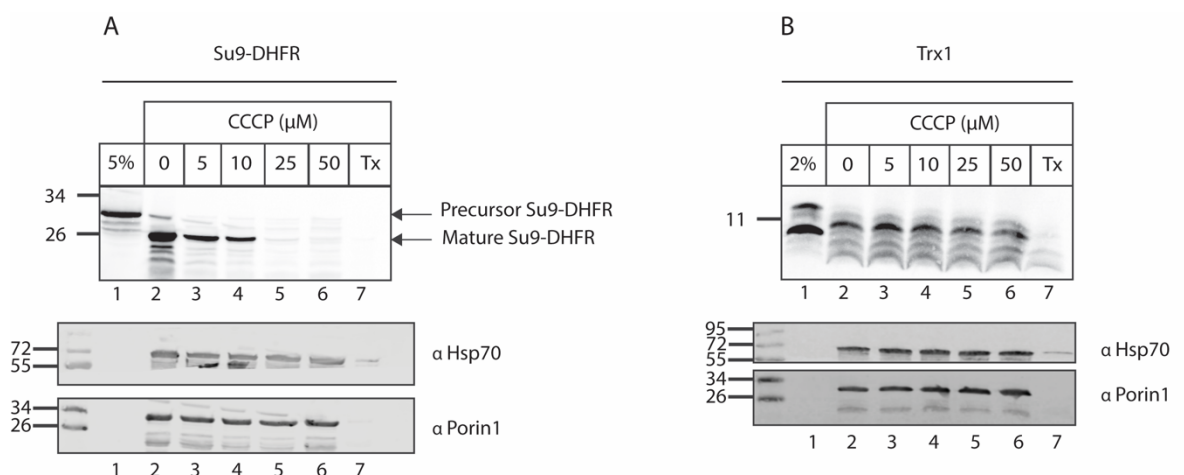 A
Su9-DHFR
CCCP (µM)
5% 0 5 10 25 50 Tx
34
26
Precursor Su9-DHFR
Mature Su9-DHFR
1 2 3 4 5 6 7
72
55
α Hsp70
34
26
α Porin1
1 2 3 4 5 6 7
B
Trx1
CCCP (µM)
2% 0 5 10 25 50 Tx
11
1 2 3 4 5 6 7
95
72
55
α Hsp70
34
26
α Porin1
1 2 3 4 5 6 7